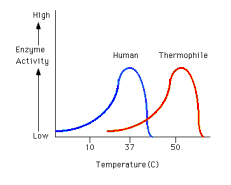 High
Enzyme
Activity
Human Thermophile
Low
10 37 50
Temperature (C)